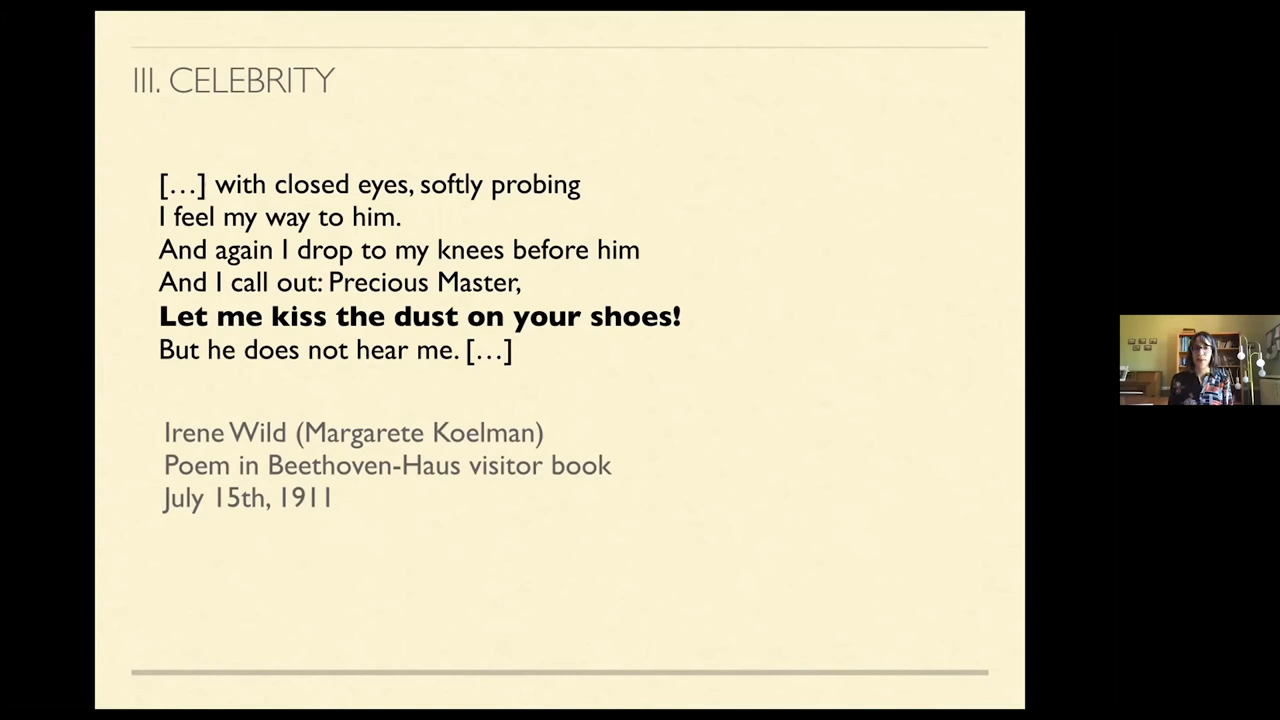 III. CELEBRITY
[…] with closed eyes, softly probing
I feel my way to him.
And again I drop to my knees before him
And I call out: Precious Master,
Let me kiss the dust on your shoes!
But he does not hear me. […]
Irene Wild (Margarete Koelman)
Poem in Beethoven-Haus visitor book
July 15th, 1911